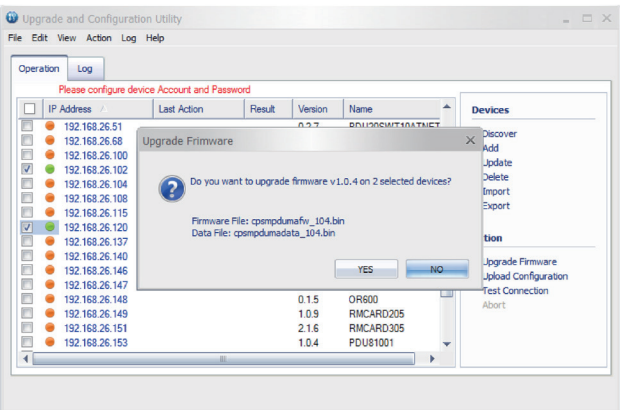 Upgrade and Configuration Utility
File Edit View Action Log Help
Operation Log
Please configure device Account and Password
IP Address Last Action Result Version Name
192.168.26.51 0.2.7 PDU20SWT10ATNET
192.168.26.68
192.168.26.100
192.168.26.102
192.168.26.104
192.168.26.108
192.168.26.115
192.168.26.120
192.168.26.137
192.168.26.140
192.168.26.146
192.168.26.147
192.168.26.148 0.1.5 OR600
192.168.26.149 1.0.9 RMCARD205
192.168.26.151 2.1.6 RMCARD305
192.168.26.153 1.0.4 PDU81001
Upgrade Frimware
Do you want to upgrade firmware v1.0.4 on 2 selected devices?
Firmware File: cpsmpdumafw_104.bin
Data File: cpsmpdumadata_104.bin
YES NO
Devices
Discover
Add
Update
Delete
Import
Export
tion
Upgrade Firmware
Upload Configuration
Test Connection
Abort